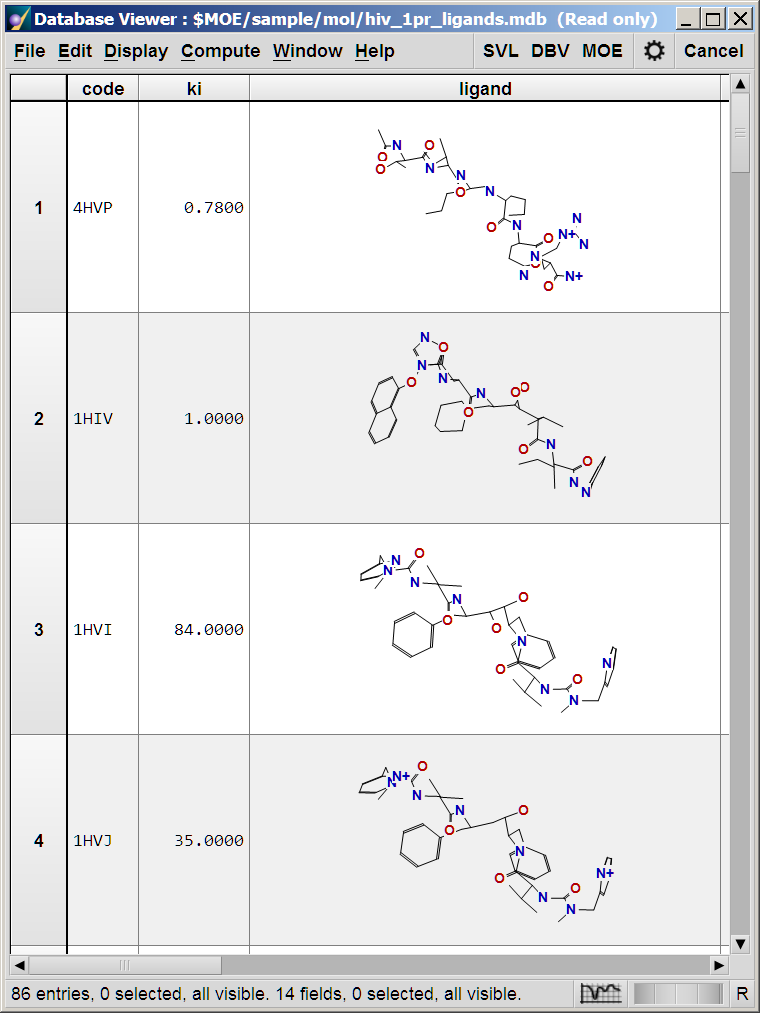 Database Viewer : $MOE/sample/mol/hiv_1pr_ligands.mdb (Read only)
File Edit Display Compute Window Help SVL DBV MOE Cancel
code ki ligand
1 4HVP 0.7800
N O O O N N O N O N O N+ N N N O N O N+
2 1HIV 1.0000
N O N N O N O O O O N O N N
3 1HVI 84.0000
N N O N N O O O N O N O N N
4 1HVJ 35.0000
N N+ O N N O O N O N O N N+
86 entries, 0 selected, all visible. 14 fields, 0 selected, all visible. R